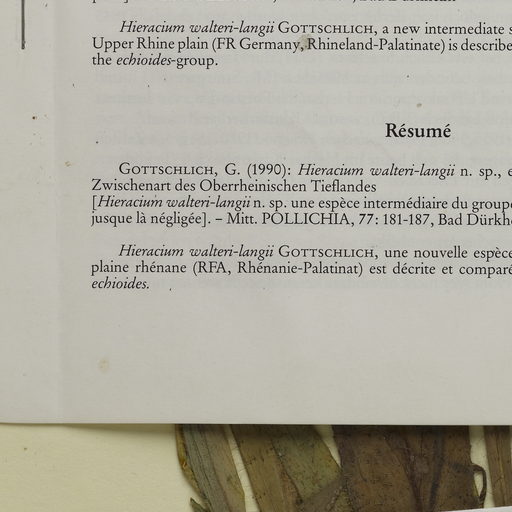 Hieracium walteri-langii GOTTSCHLICH, a new intermediate
Upper Rhine plain (FR Germany, Rhineland-Palatinate) is describe
the echioides-group.
Résumé
GOTTSCHLICH, G. (1990): Hieracium walteri-langii n. sp., e
Zwischenart des Oberrheinischen Tieflandes
[Hieracium walteri-langii n. sp. une espèce intermédiaire du group
jusque là négligée]. – Mitt. POLLICHIA, 77: 181-187, Bad Dürkh
Hieracium walteri-langii GOTTSCHLICH, une nouvelle espèce
plaine rhénane (RFA, Rhénanie-Palatinat) est décrite et compar
echioides.